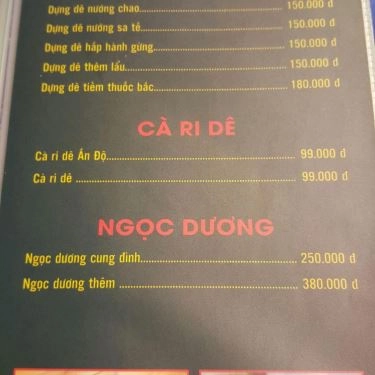 Dựng dê nướng chao 150.000 đ
Dựng dê nướng sa tế 150.000 đ
Dựng dê hấp hành gừng 150.000 đ
Dựng dê thêm lẩu 150.000 đ
Dựng dê tiềm thuốc bắc 180.000 đ
CÀ RI DÊ
Cà ri dê Ấn Độ 99.000 đ
Cà ri dê 99.000 đ
NGỌC DƯƠNG
Ngọc dương cung đình 250.000 đ
Ngọc dương thêm 380.000 đ